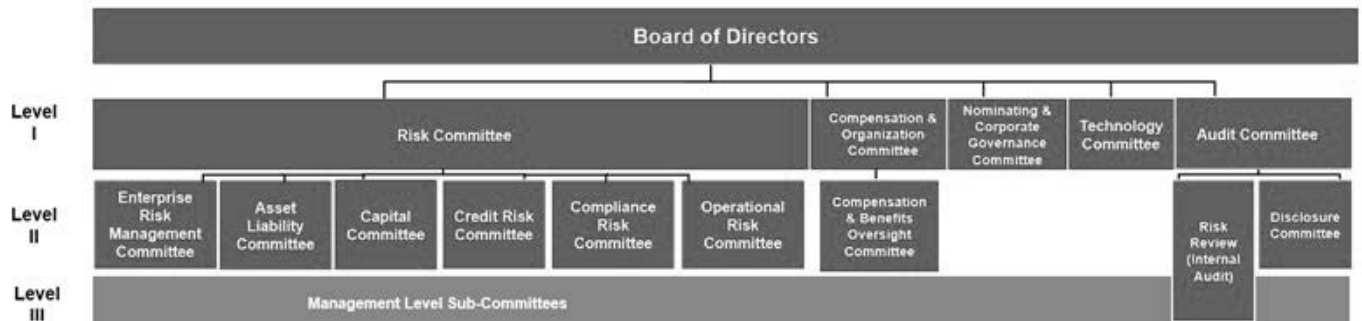 Board of Directors
Level
I
Risk Committee
Compensation &
Organization
Committee
Nominating &
Corporate
Governance
Committee
Technology
Committee
Audit Committee
Level
II
Enterprise
Risk
Management
Committee
Asset
Liability
Committee
Capital
Committee
Credit Risk
Committee
Compliance
Risk
Committee
Operational
Risk
Committee
Compensation
& Benefits
Oversight
Committee
Risk
Review
(Internal
Audit)
Disclosure
Committee
Level
III
Management Level Sub-Committees